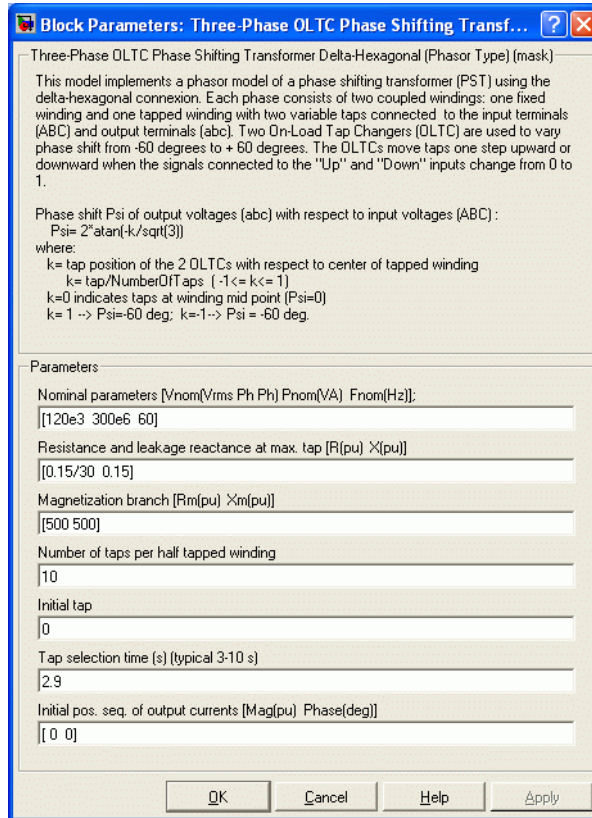 Block Parameters: Three-Phase OLTC Phase Shifting Transf...
Three-Phase OLTC Phase Shifting Transformer Delta-Hexagonal (Phasor Type) (mask)
This model implements a phasor model of a phase shifting transformer (PST) using the
delta-hexagonal connexion. Each phase consists of two coupled windings: one fixed
winding and one tapped winding with two variable taps connected to the input terminals
(ABC) and output terminals (abc). Two On-Load Tap Changers (OLTC) are used to vary
phase shift from -60 degrees to + 60 degrees. The OLTCs move taps one step upward or
downward when the signals connected to the "Up" and "Down" inputs change from 0 to
1.
Phase shift Psi of output voltages (abc) with respect to input voltages (ABC) :
Psi= 2*atan(-k/sqrt(3))
where:
k= tap position of the 2 OLTCs with respect to center of tapped winding
k= tap/NumberOfTaps ( -1<= k<= 1)
k=0 indicates taps at winding mid point (Psi=0)
k= 1 --> Psi=-60 deg; k=-1--> Psi = -60 deg.
Parameters
Nominal parameters [Vnom(Vrms Ph Ph) Pnom(VA) Fnom(Hz)];
[120e3 300e6 60]
Resistance and leakage reactance at max. tap [R(pu) X(pu)]
[0.15/30 0.15]
Magnetization branch [Rm(pu) Xm(pu)]
[500 500]
Number of taps per half tapped winding
10
Initial tap
0
Tap selection time (s) (typical 3-10 s)
2.9
Initial pos. seq. of output currents [Mag(pu) Phase(deg)]
[ 0 0]
OK Cancel Help Apply